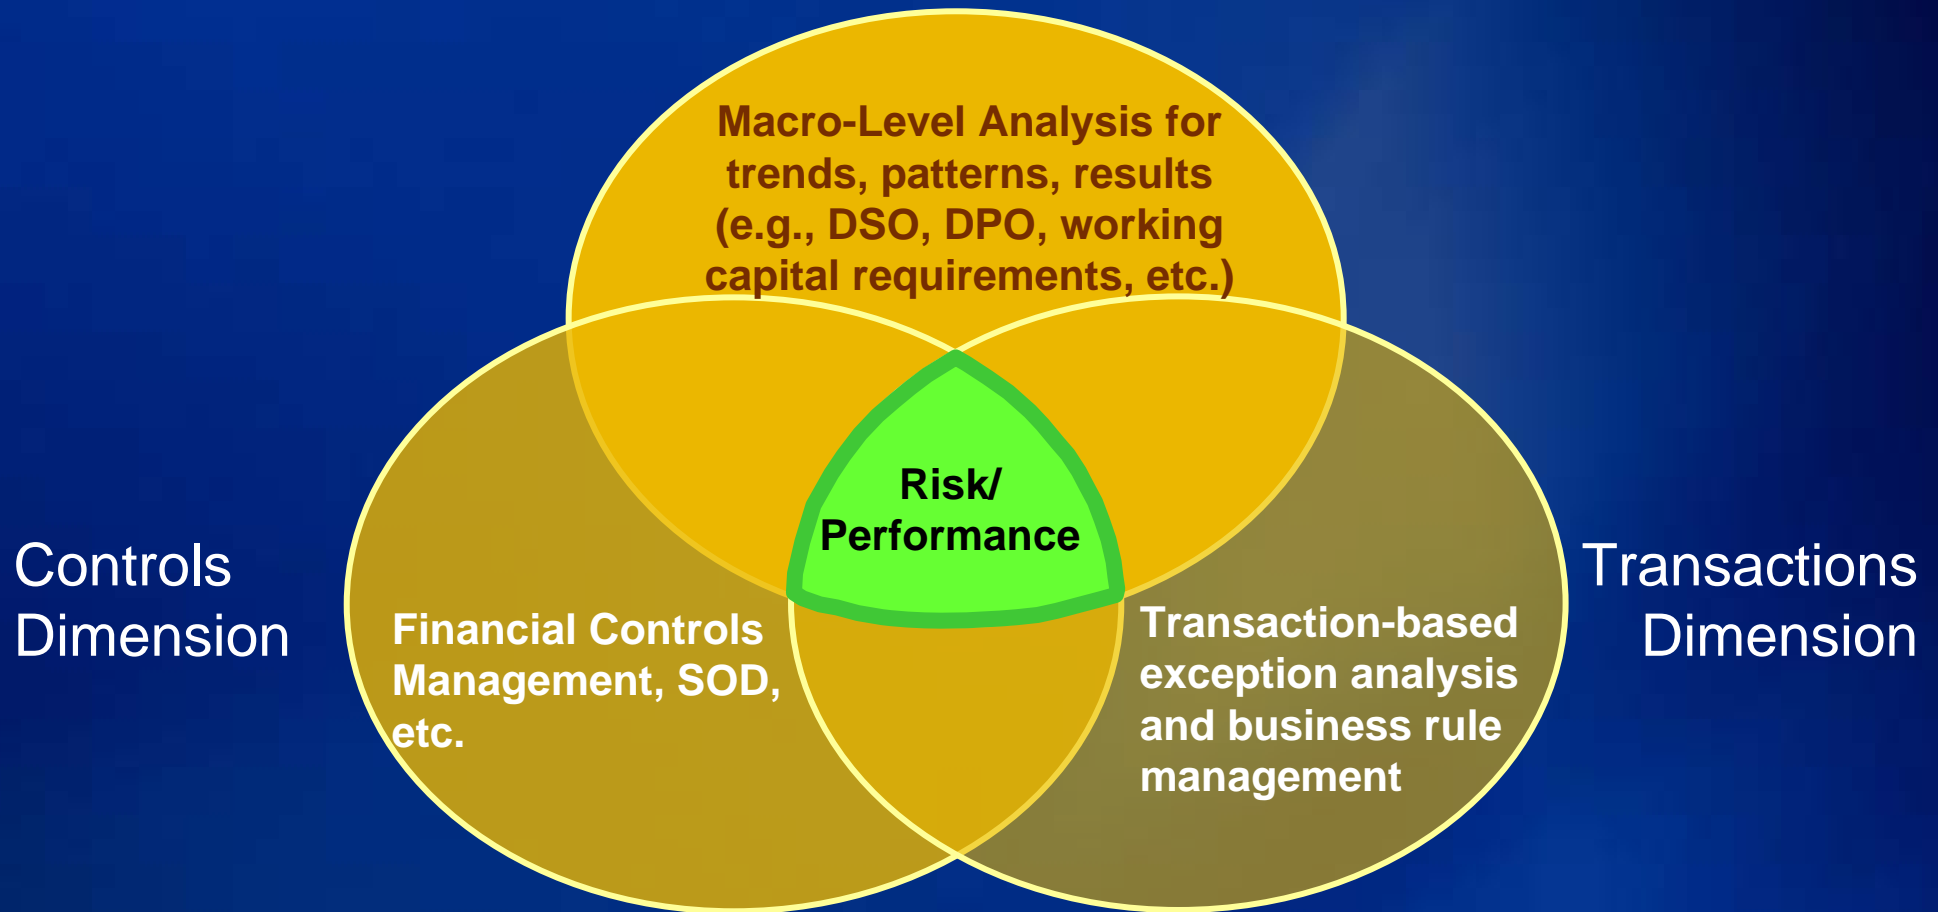 Macro-Level Analysis for
trends, patterns, results
(e.g., DSO, DPO, working
capital requirements, etc.)
Risk/
Performance
Controls
Dimension
Financial Controls
Management, SOD,
etc.
Transaction-based
exception analysis
and business rule
management
Transactions
Dimension